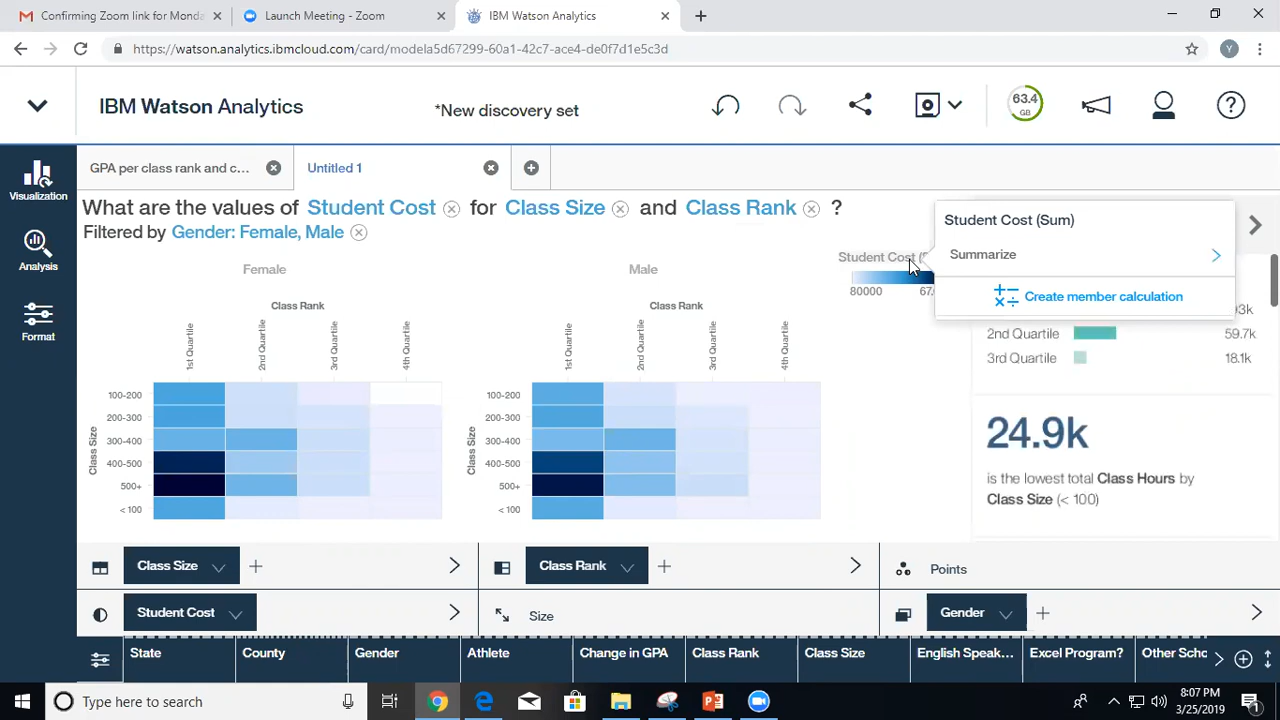 Confirming Zoom link for Monda
Launch Meeting - Zoom
IBM Watson Analytics
https://watson.analytics.ibmcloud.com/card/modela5d67299-60a1-42c7-ace4-de0f7d1e5c3d
Y
IBM Watson Analytics
*New discovery set
63.4
GB
Visualization
Analysis
Format
GPA per class rank and c...
Untitled 1
What are the values of Student Cost for Class Size and Class Rank ?
Filtered by Gender: Female, Male
Student Cost (Sum)
Summarize
Create member calculation
Student Cost (
80000 67.
Female
Male
Class Rank
Class Rank
1st Quartile
2nd Quartile
3rd Quartile
4th Quartile
1st Quartile
2nd Quartile
3rd Quartile
4th Quartile
Class Size
100-200
200-300
300-400
400-500
500+
< 100
Class Size
100-200
200-300
300-400
400-500
500+
< 100
2nd Quartile 59.7k
3rd Quartile 18.1k
24.9k
is the lowest total Class Hours by
Class Size (< 100)
Class Size
Class Rank
Points
Student Cost
Size
Gender
State County Gender Athlete Change in GPA Class Rank Class Size English Speak... Excel Program? Other Scho
Type here to search
8:07 PM
3/25/2019
1